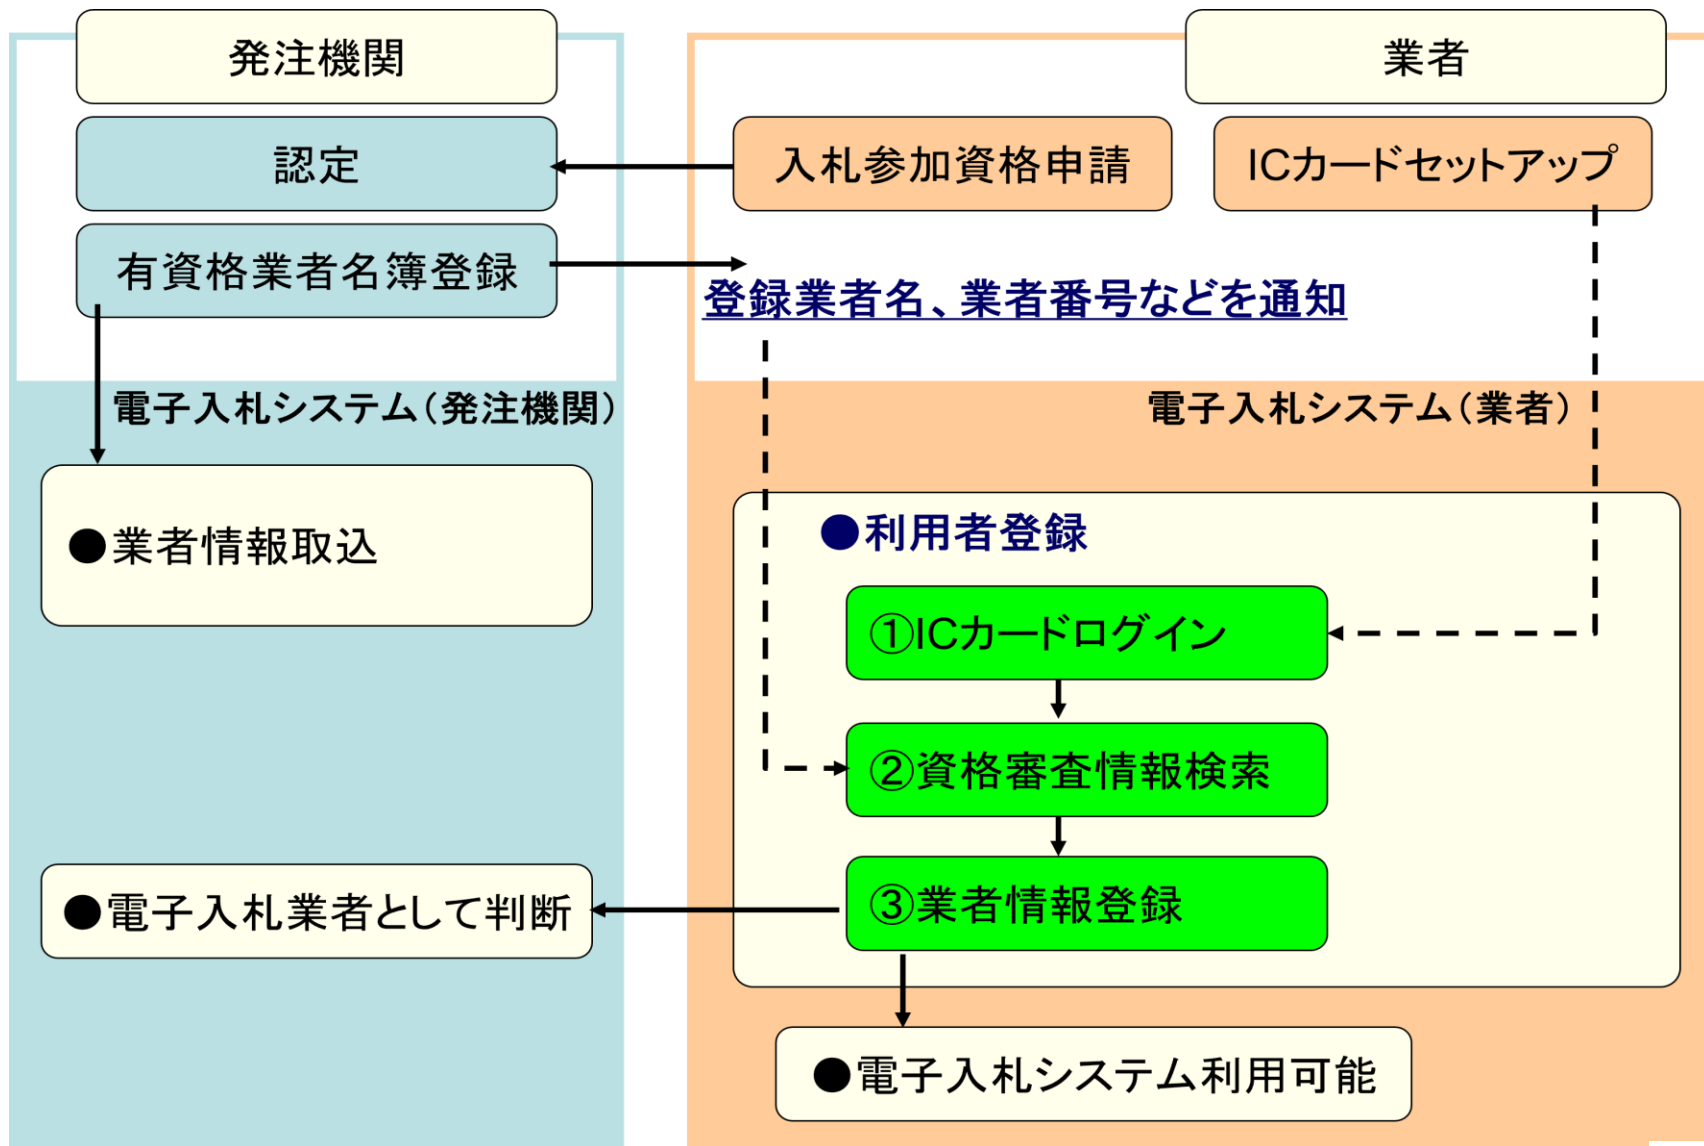 発注機関
業者
認定
入札参加資格申請
ICカードセットアップ
有資格業者名簿登録
登録業者名、業者番号などを通知
電子入札システム(発注機関)
電子入札システム(業者)
●業者情報取込
●利用者登録
①ICカードログイン
②資格審査情報検索
③業者情報登録
●電子入札業者として判断
●電子入札システム利用可能